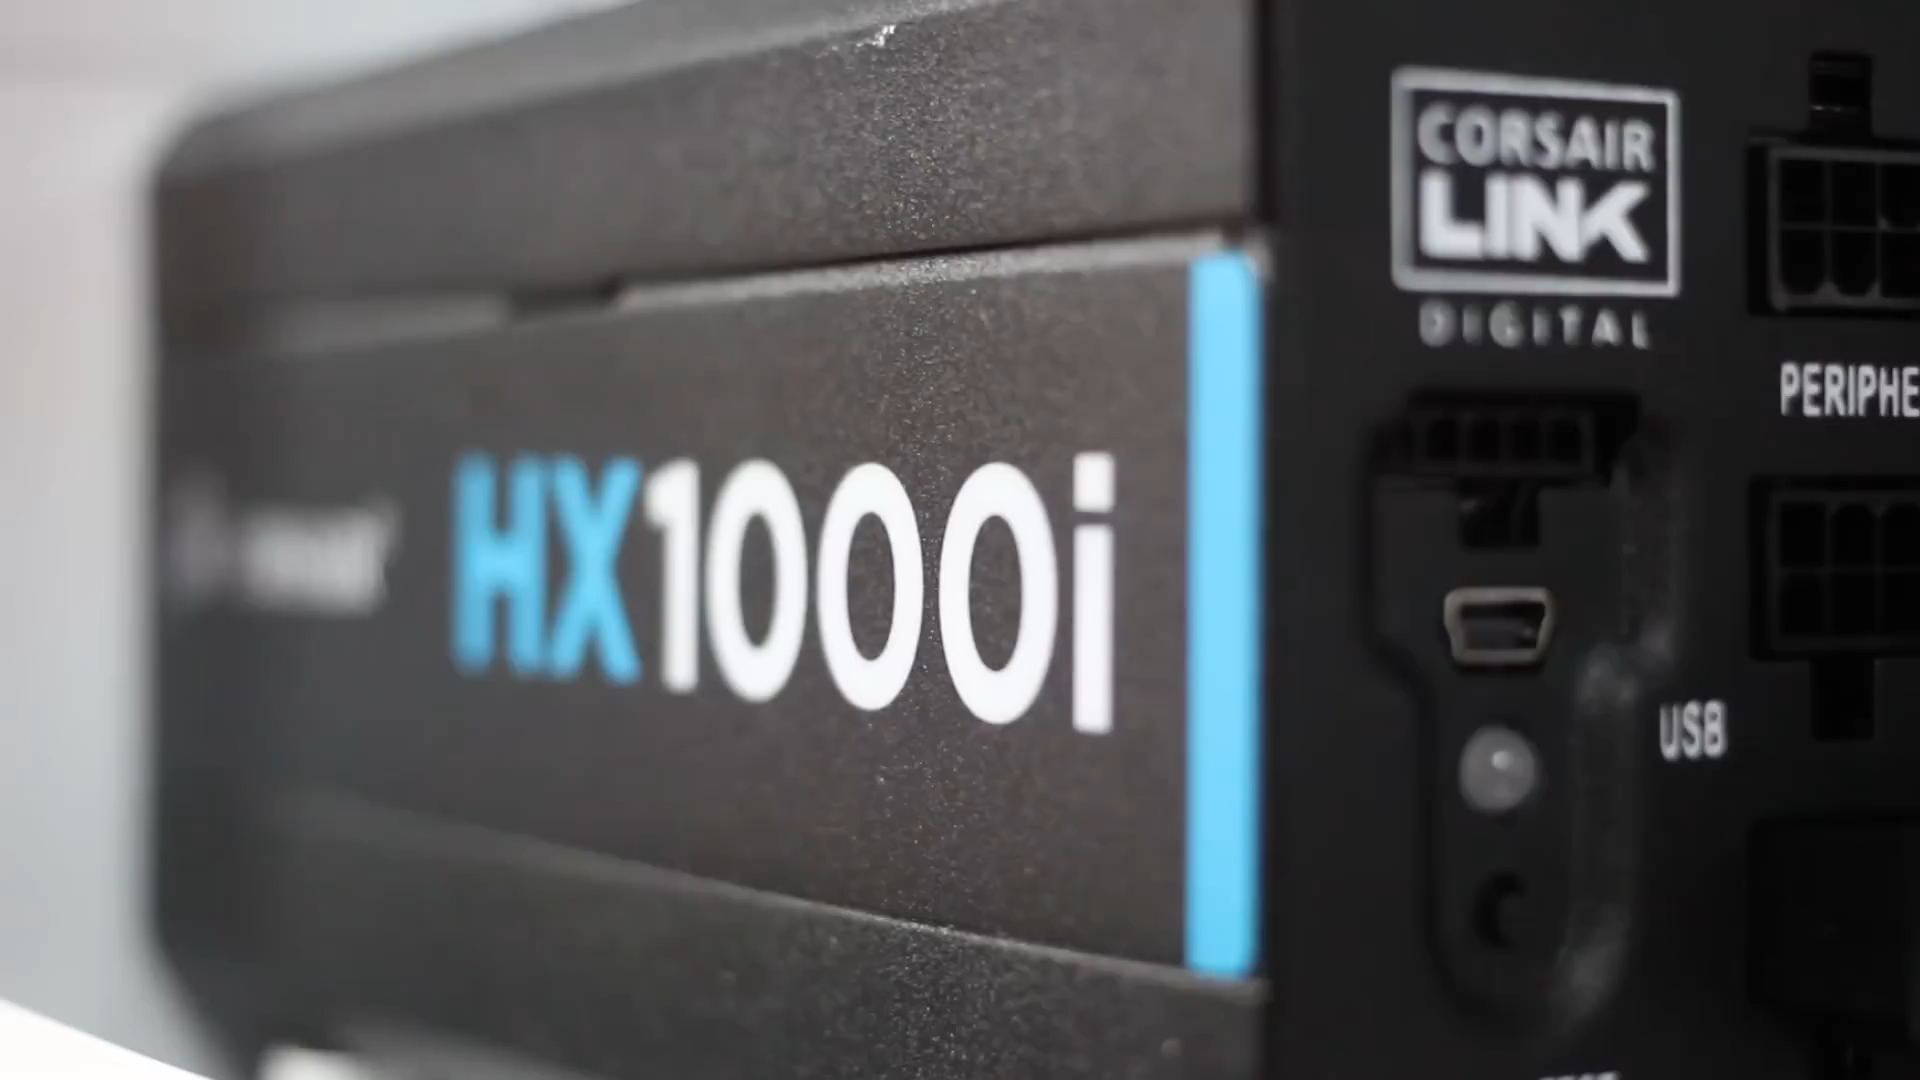 HX1000i
CORSAIR
LINK
DIGITAL
PERIPHE
USB